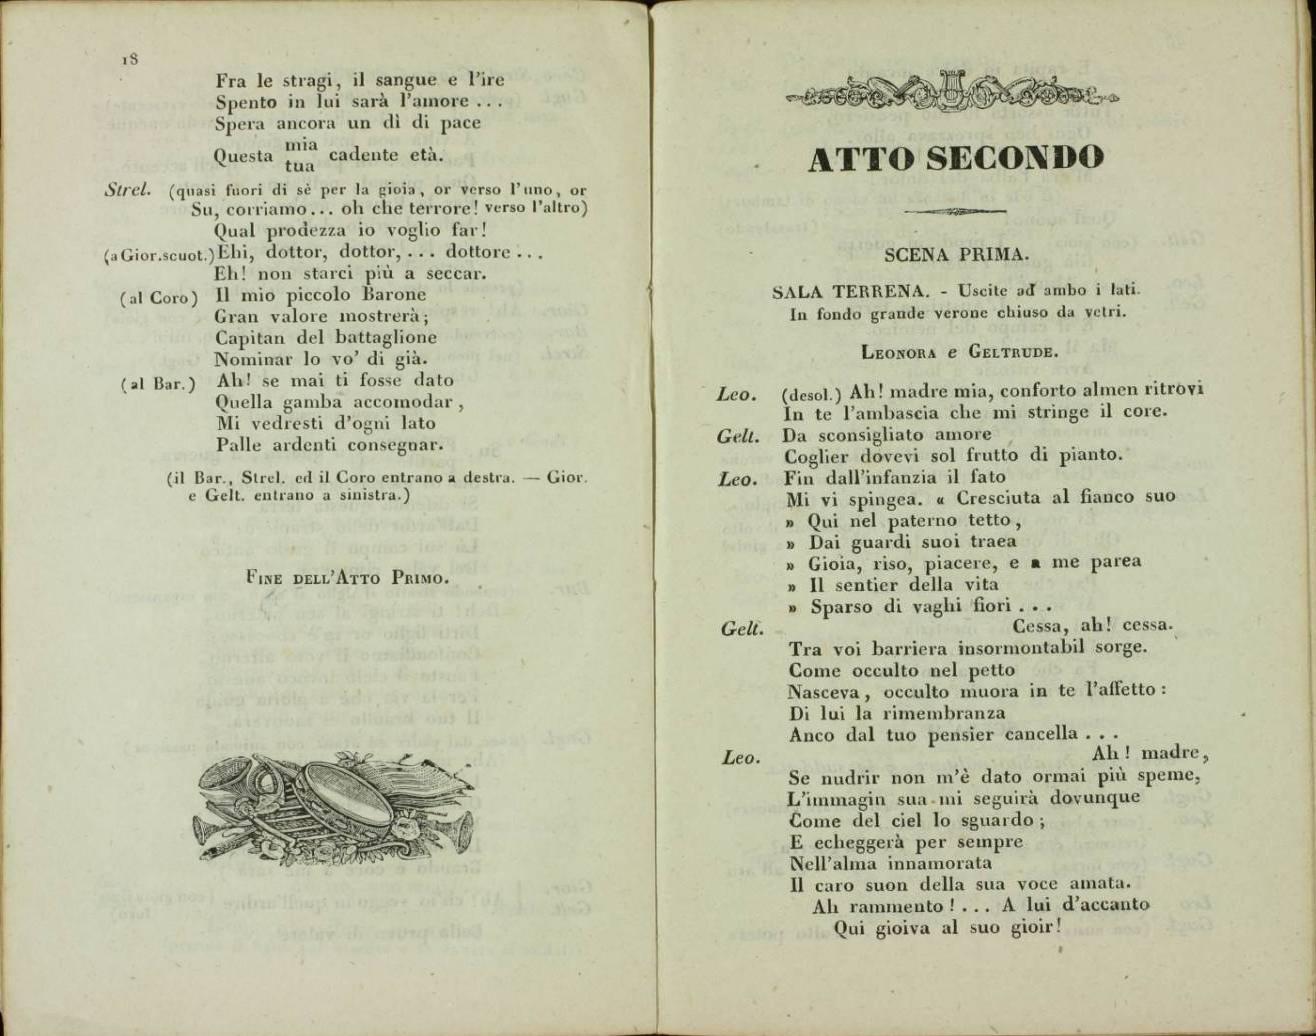 18
Fra le stragi, il sangue e l'ire
Spento in lui sarà l'amore . . .
Spera ancora un dì di pace
Questa mia cadente età.
tua
Strel. (quasi fuori di sè per la gioia, or verso l'uno, or
Su, corriamo... oh che terrore! verso l'altro)
Qual prodezza io voglio far!
(a Gior.scuot.) Ehi, dottor, dottor, . . . dottore . . .
Eh! non starci più a seccar.
(al Coro) Il mio piccolo Barone
Gran valore mostrerà;
Capitan del battaglione
Nominar lo vo' di già.
(al Bar.) Ah! se mai ti fosse dato
Quella gamba accomodar,
Mi vedresti d'ogni lato
Palle ardenti consegnar.
(il Bar., Strel. ed il Coro entrano a destra. — Gior.
e Gelt. entrano a sinistra.)
FINE DELL'ATTO PRIMO.
ATTO SECONDO
SCENA PRIMA.
SALA TERRENA. - Uscite ad ambo i lati.
In fondo grande verone chiuso da vetri.
LEONORA e GELTRUDE.
Leo. (desol.) Ah! madre mia, conforto almen ritrovi
In te l'ambascia che mi stringe il core.
Gelt. Da sconsigliato amore
Coglier dovevi sol frutto di pianto.
Leo. Fin dall'infanzia il fato
Mi vi spingea. « Cresciuta al fianco suo
» Qui nel paterno tetto,
» Dai guardi suoi traea
» Gioia, riso, piacere, e a me parea
» Il sentier della vita
» Sparso di vaghi fiori . . .
Gelt. Cessa, ah! cessa.
Tra voi barriera insormontabil sorge.
Come occulto nel petto
Nasceva, occulto muora in te l'affetto:
Di lui la rimembranza
Anco dal tuo pensier cancella . . .
Leo. Ah! madre,
Se nudrir non m'è dato ormai più speme,
L'immagin sua mi seguirà dovunque
Come del ciel lo sguardo;
E echeggerà per sempre
Nell'alma innamorata
Il caro suon della sua voce amata.
Ah rammento! . . . A lui d'accanto
Qui gioiva al suo gioir!